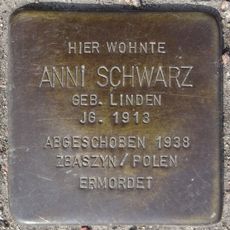 HIER WOHNTE
ANNI SCHWARZ
GEB. LINDEN
JG. 1913
ABGESCHOBEN 1938
ZBASZYN/POLEN
ERMORDET